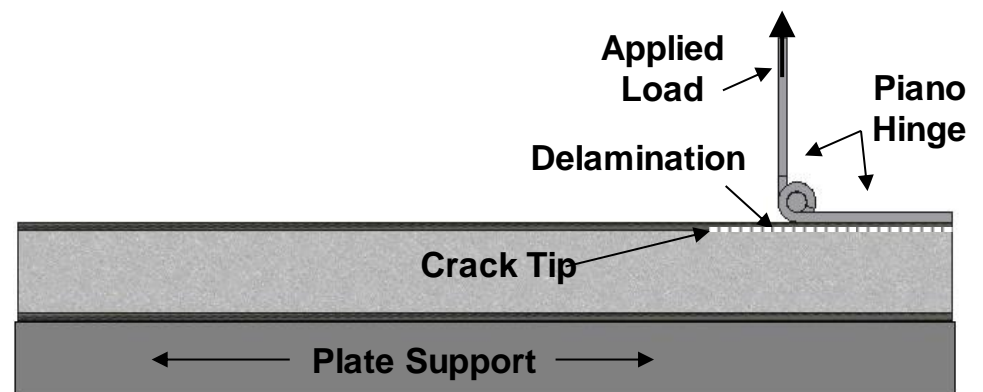 Applied
Load
Piano
Hinge
Delamination
Crack Tip
Plate Support